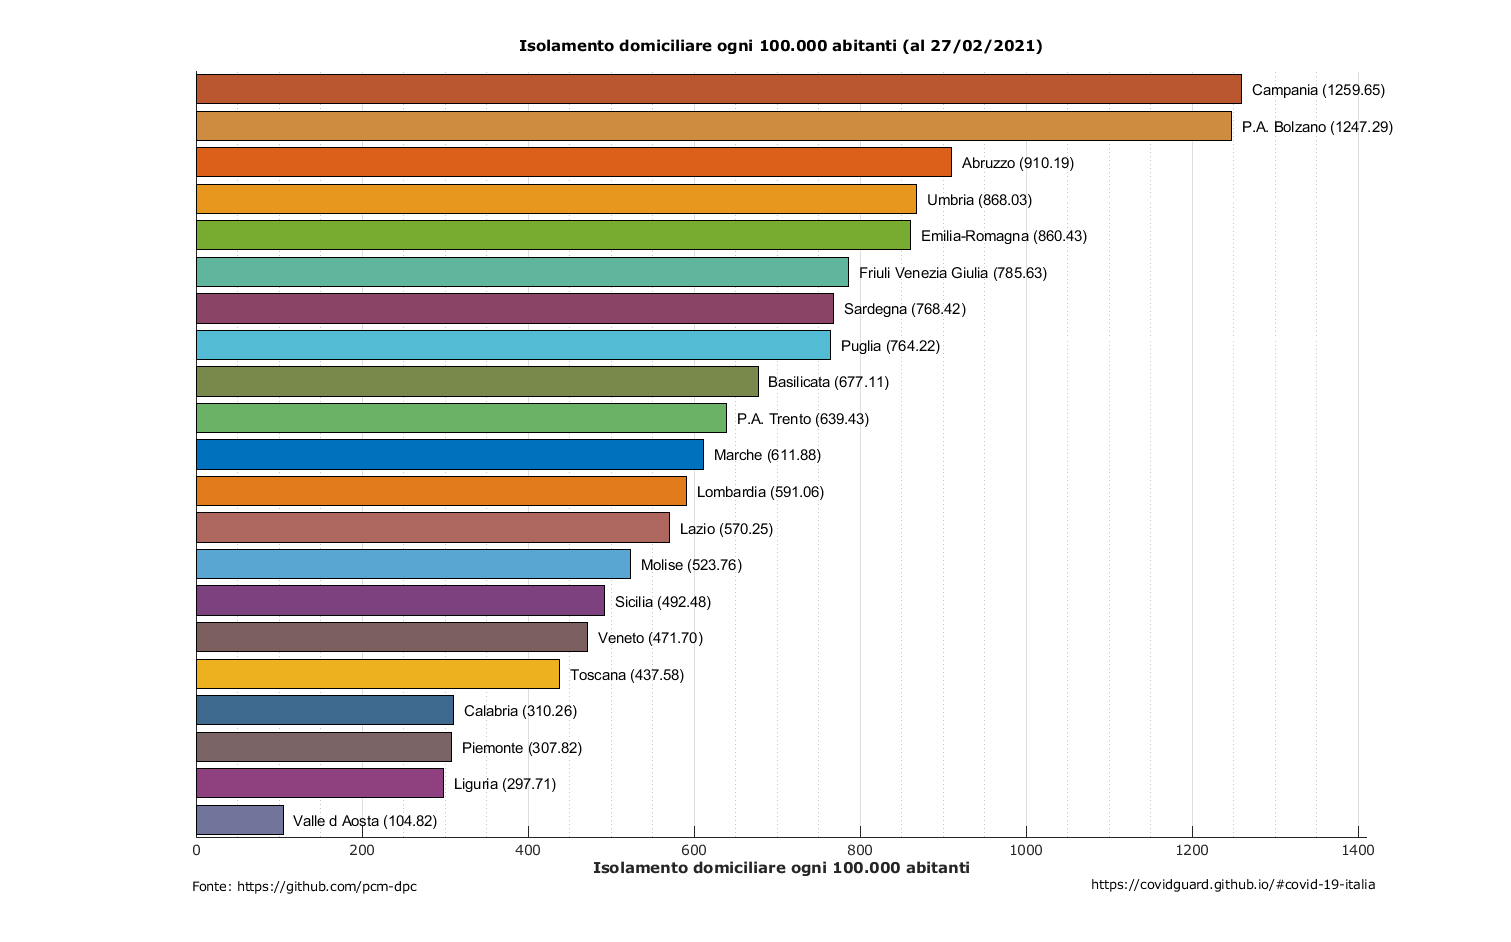 Isolamento domiciliare ogni 100.000 abitanti (al 27/02/2021)
Campania (1259.65)
P.A. Bolzano (1247.29)
Abruzzo (910.19)
Umbria (868.03)
Emilia-Romagna (860.43)
Friuli Venezia Giulia (785.63)
Sardegna (768.42)
Puglia (764.22)
Basilicata (677.11)
P.A. Trento (639.43)
Marche (611.88)
Lombardia (591.06)
Lazio (570.25)
Molise (523.76)
Sicilia (492.48)
Veneto (471.70)
Toscana (437.58)
Calabria (310.26)
Piemonte (307.82)
Liguria (297.71)
Valle d Aosta (104.82)
0 200 400 600 800 1000 1200 1400
Isolamento domiciliare ogni 100.000 abitanti
Fonte: https://github.com/pcm-dpc
https://covidguard.github.io/#covid-19-italia